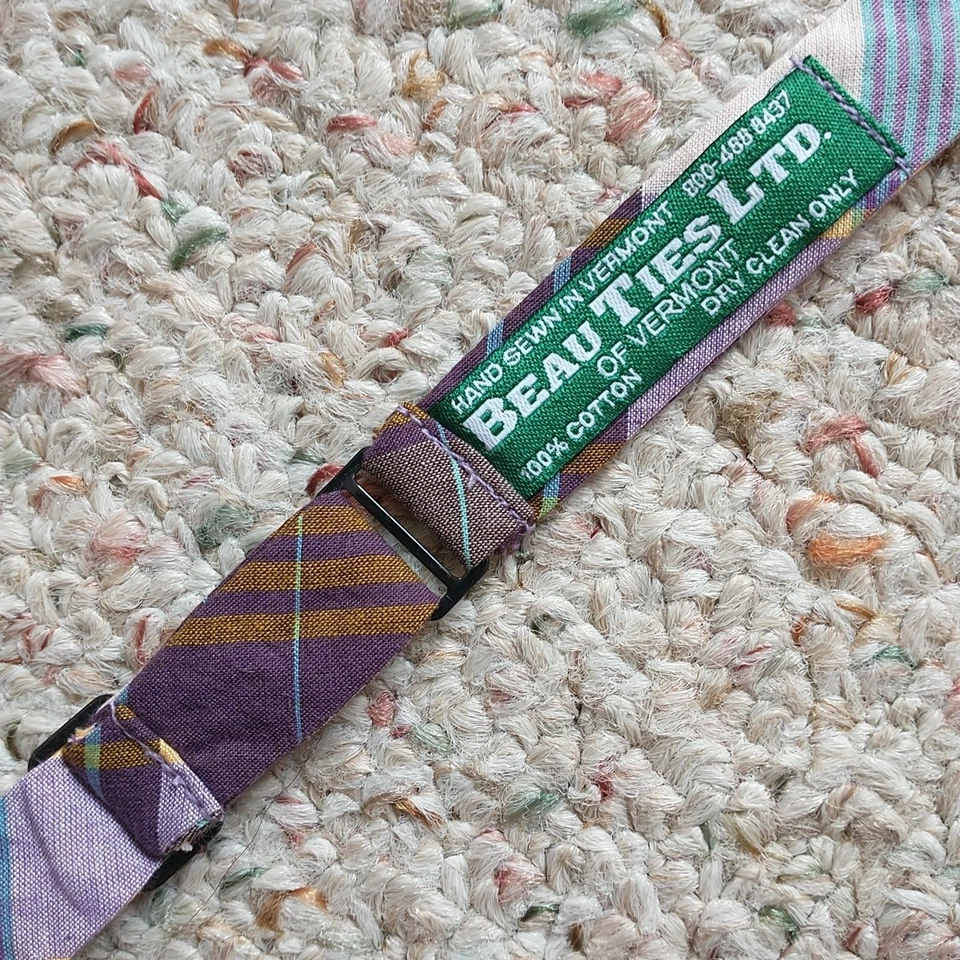 HAND SEWN IN VERMONT 800-488 8437
BEAU TIES LTD.
OF VERMONT
100% COTTON DRY CLEAN ONLY